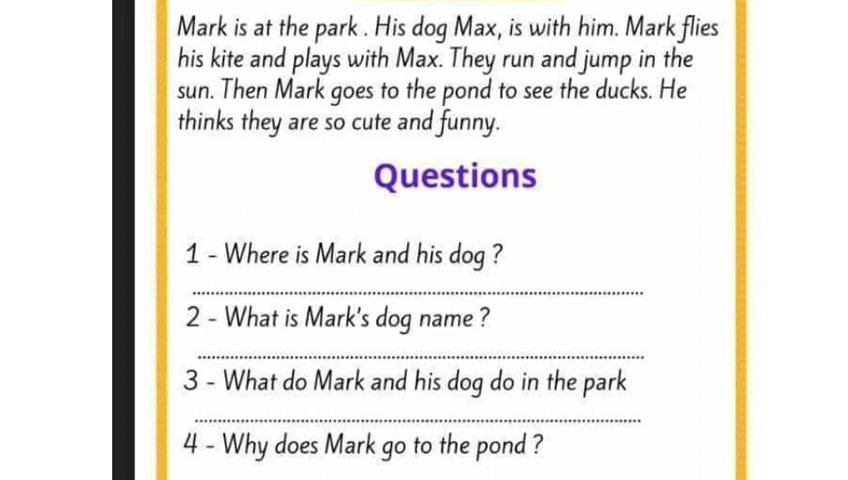 Mark is at the park . His dog Max, is with him. Mark flies
his kite and plays with Max. They run and jump in the
sun. Then Mark goes to the pond to see the ducks. He
thinks they are so cute and funny.
Questions
1 - Where is Mark and his dog ?
2 - What is Mark's dog name ?
3 - What do Mark and his dog do in the park
4 - Why does Mark go to the pond ?